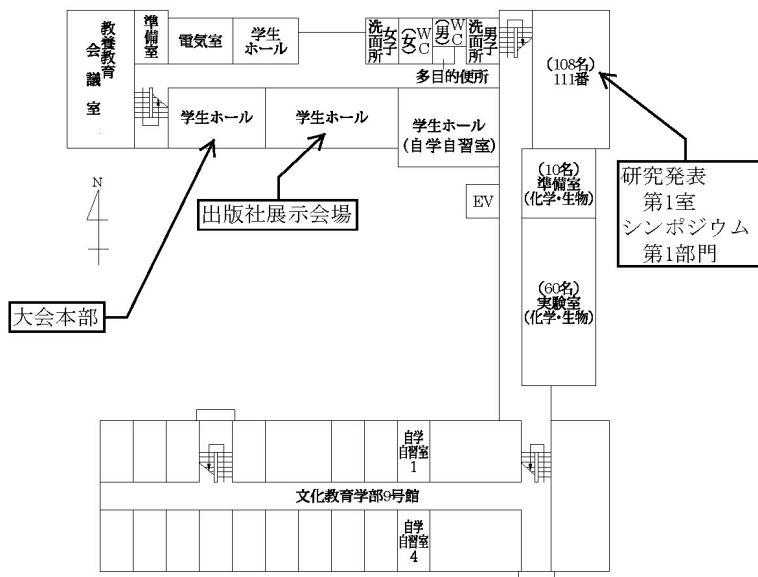 教養教育
会議室
準備室
電気室
学生
ホール
女子
洗面所
WC
(女)
WC
(男)
男子
洗面所
多目的便所
(108名)
111番
学生ホール
学生ホール
学生ホール
(自学自習室)
(10名)
準備室
(化学・生物)
研究発表
第1室
シンポジウム
第1部門
N
EV
出版社展示会場
大会本部
(60名)
実験室
(化学・生物)
自学
自習室
1
文化教育学部9号館
自学
自習室
4